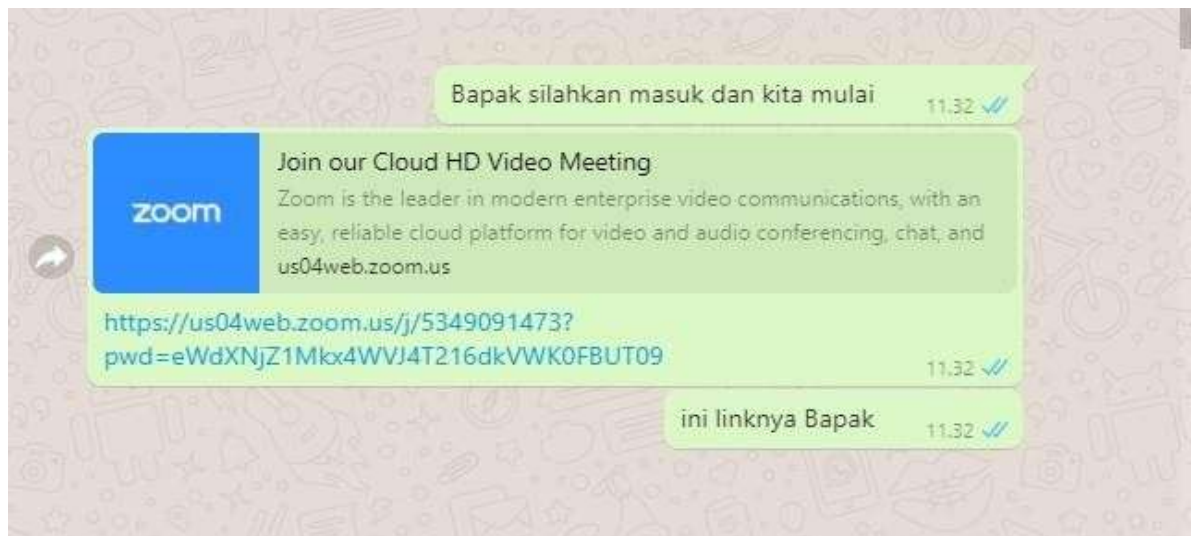 Bapak silahkan masuk dan kita mulai
11.32
zoom
Join our Cloud HD Video Meeting
Zoom is the leader in modern enterprise video communications, with an
easy, reliable cloud platform for video and audio conferencing, chat, and
us04web.zoom.us
https://us04web.zoom.us/j/5349091473?
pwd=eWdXNjZ1Mkx4WVJ4T216dkVWK0FBUT09
11.32
ini linknya Bapak
11.32